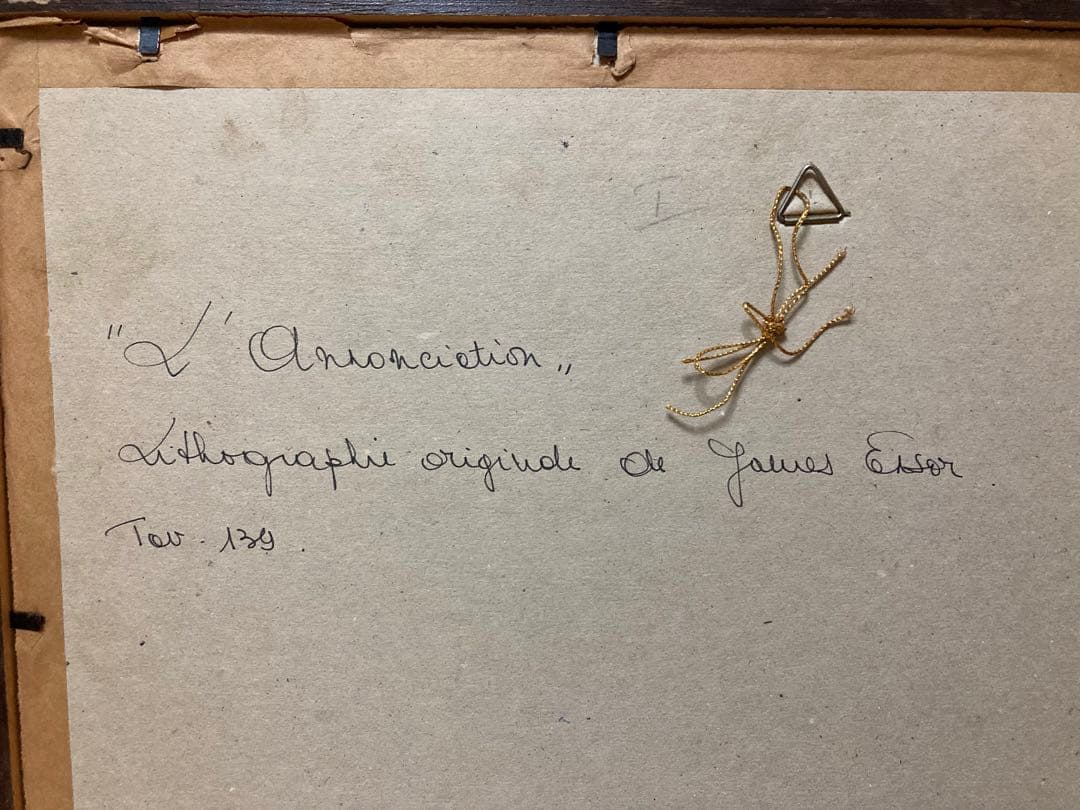 I
"L'Annonciation„
Lithographie originale de James Ensor
Tav. 139.